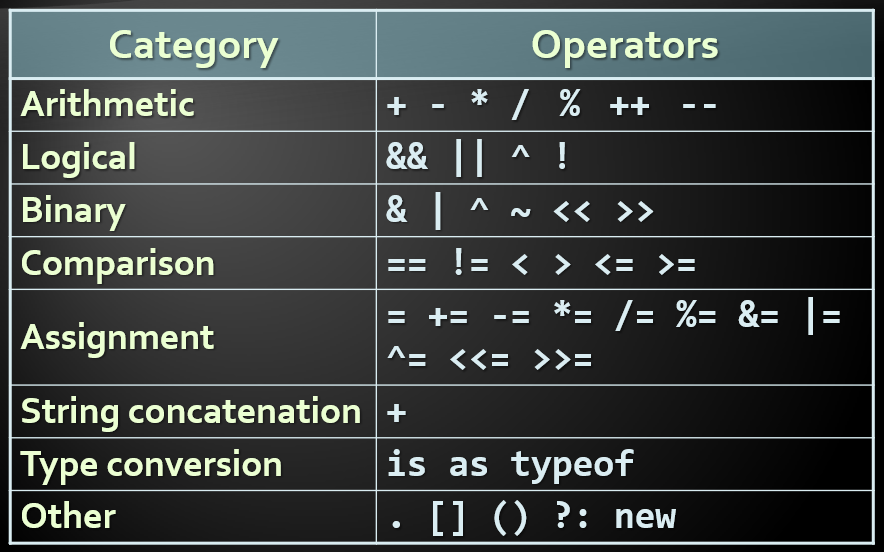 Category Operators
Arithmetic + - * / % ++ --
Logical && || ^ !
Binary & | ^ ~ << >>
Comparison == != < > <= >=
Assignment = += -= *= /= %= &= |=
^= <<= >>=
String concatenation +
Type conversion is as typeof
Other . [] () ?: new